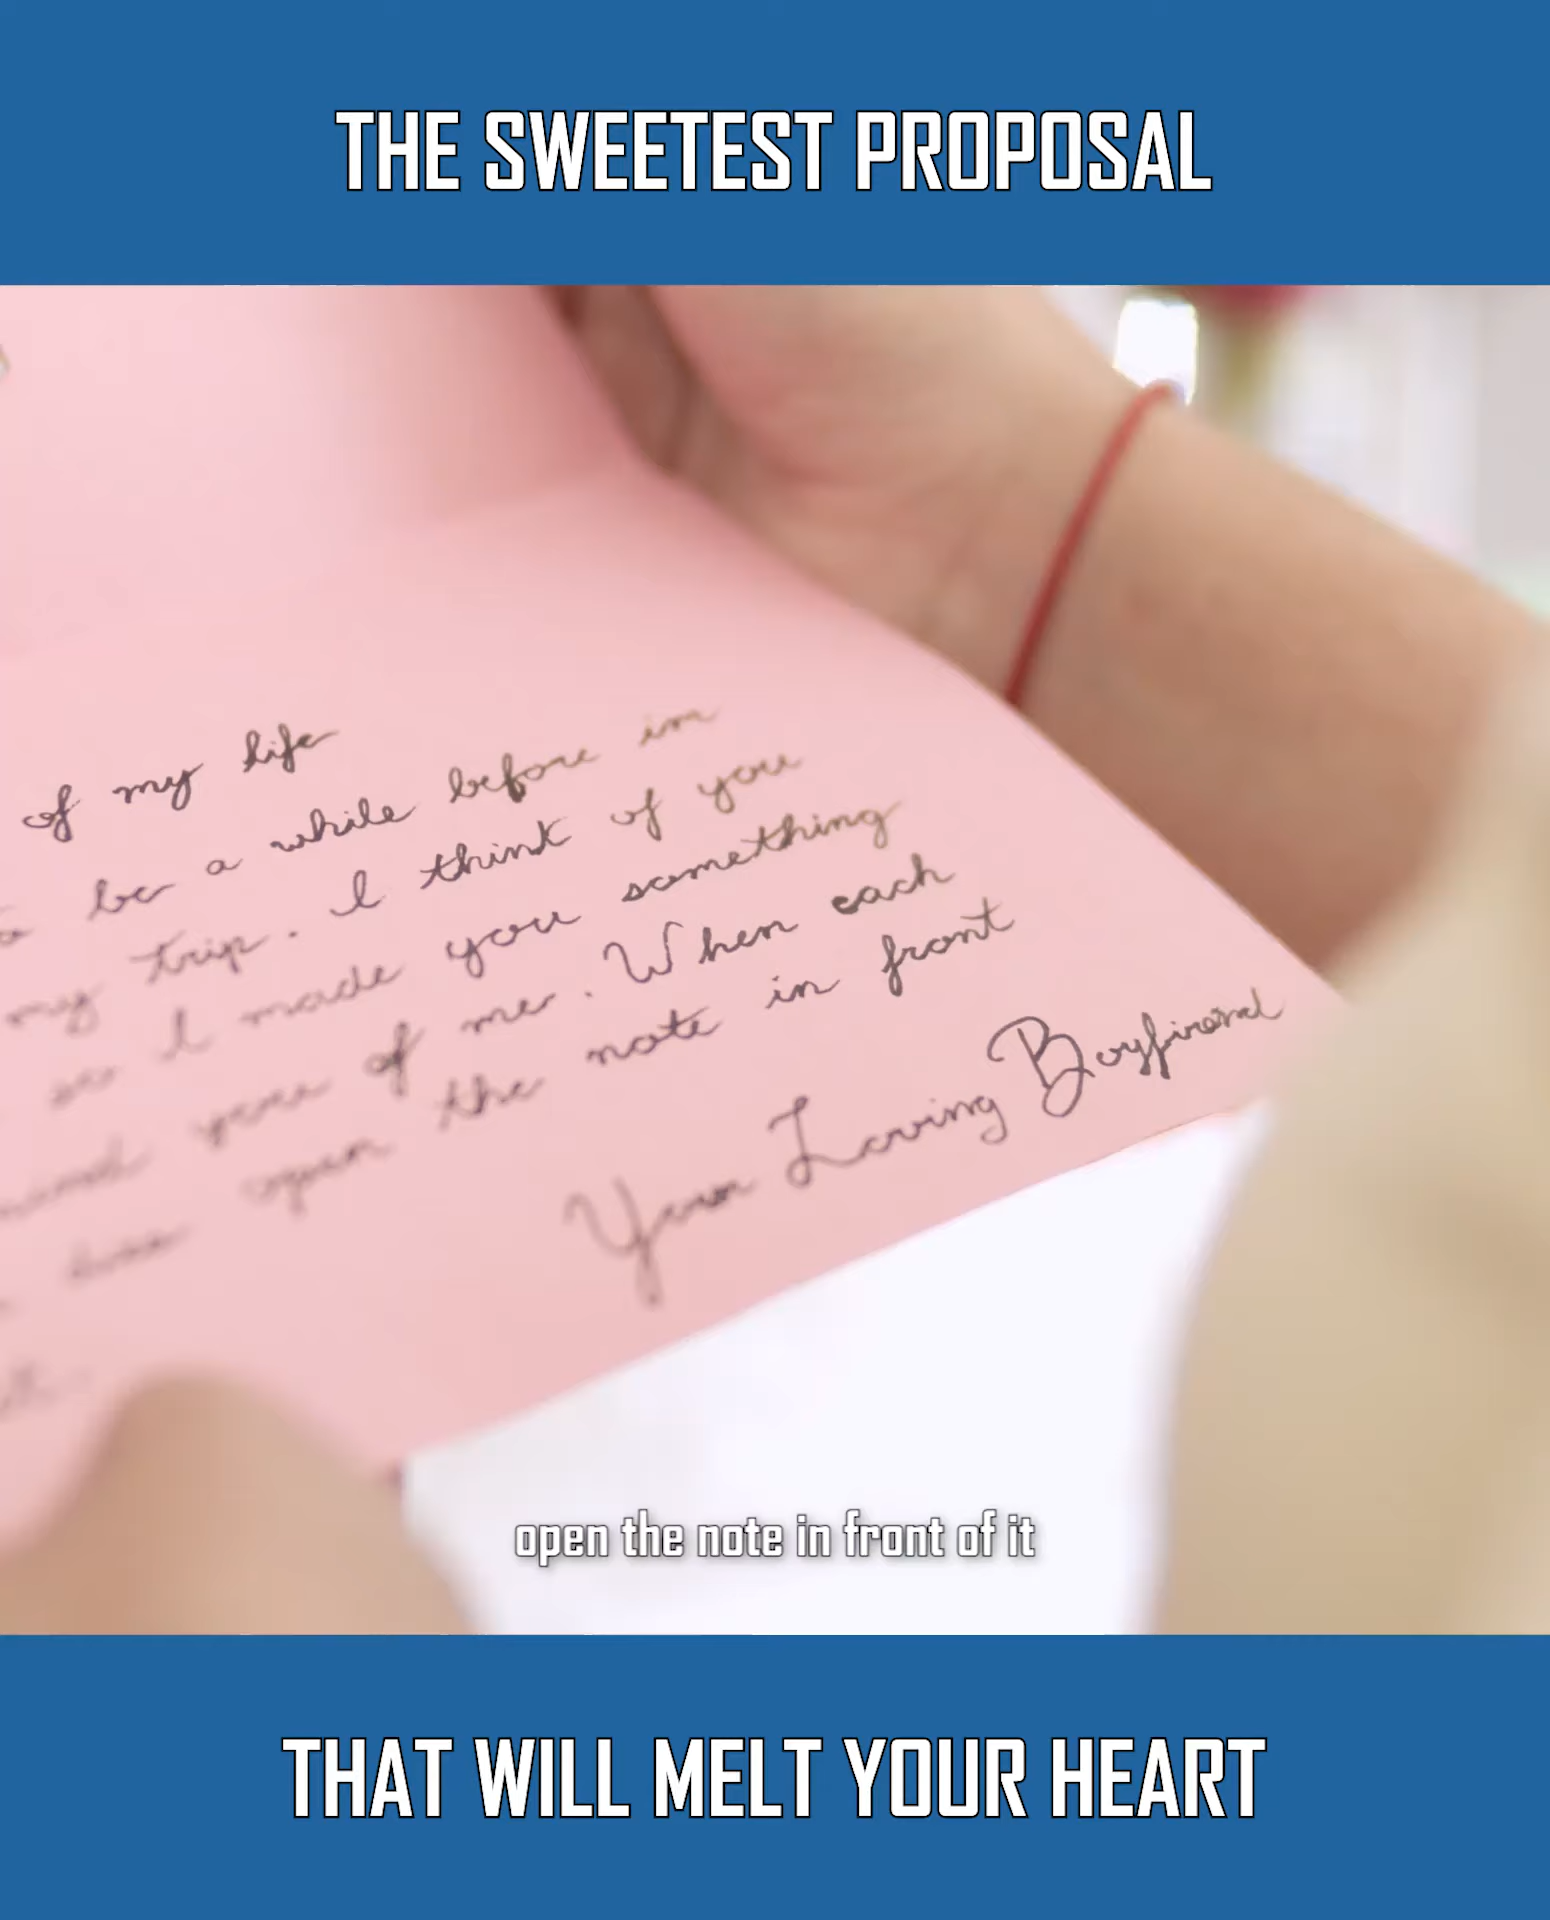 THE SWEETEST PROPOSAL
of my life
be a while before im
my trip. I think of you
so I made you something
you of me. When each
open the note in front
Your Loving Boyfirend
open the note in front of it
THAT WILL MELT YOUR HEART